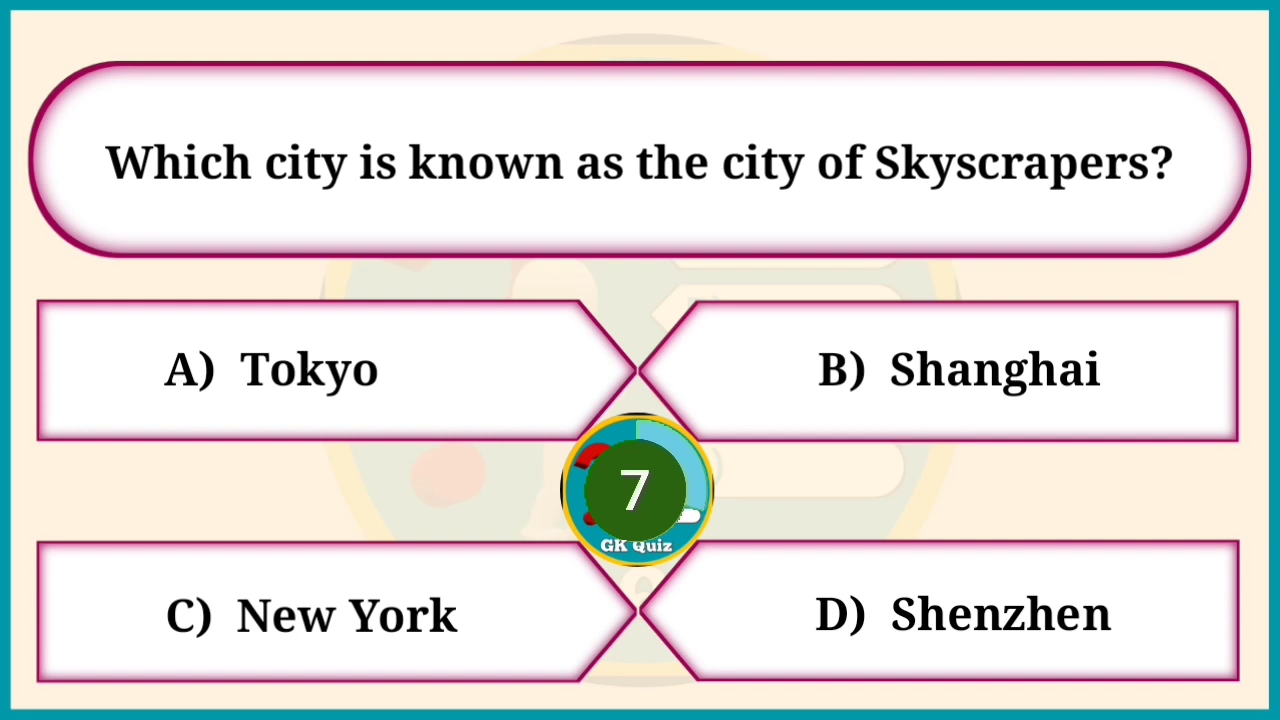 Which city is known as the city of Skyscrapers?
A) Tokyo
B) Shanghai
7
GK Quiz
C) New York
D) Shenzhen